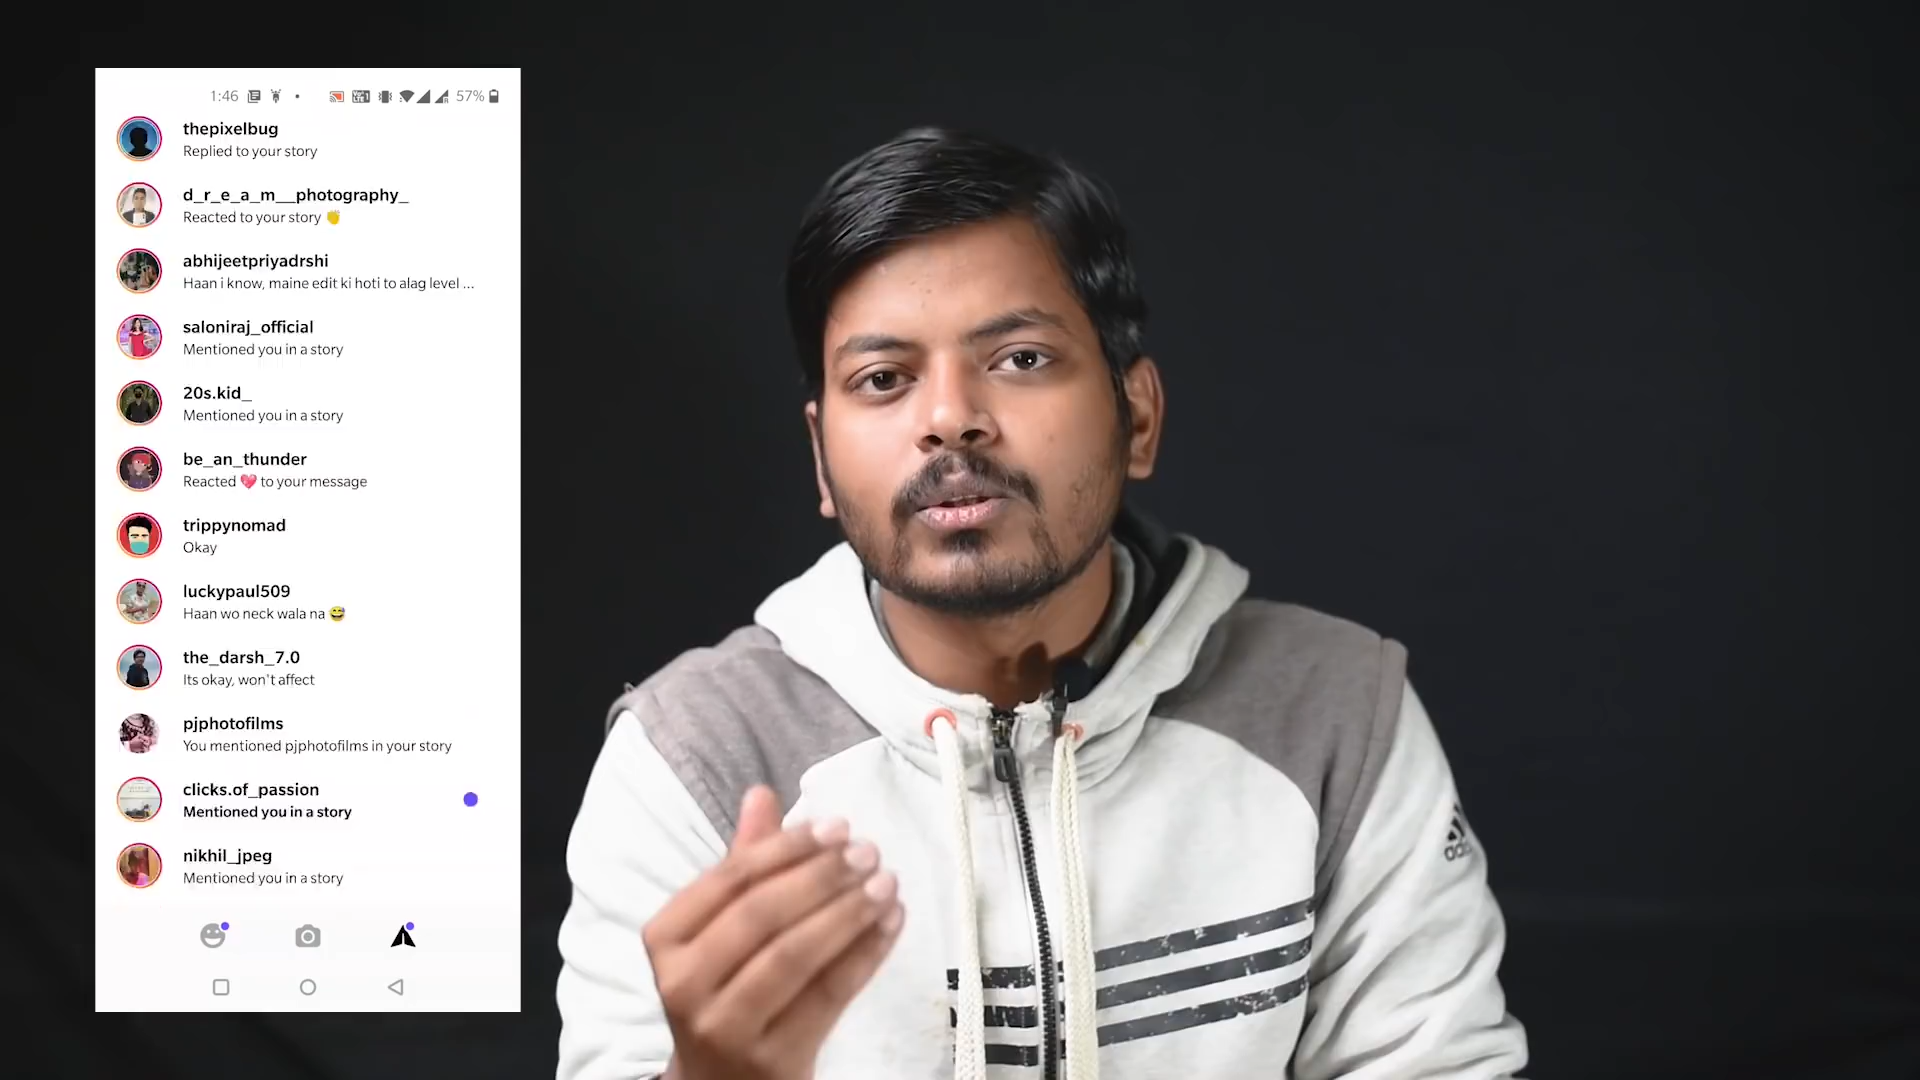 1:46 57%
thepixelbug
Replied to your story
d_r_e_a_m__photography_
Reacted to your story 👏
abhijeetpriyadrshi
Haan i know, maine edit ki hoti to alag level ...
saloniraj_official
Mentioned you in a story
20s.kid_
Mentioned you in a story
be_an_thunder
Reacted 💖 to your message
trippynomad
Okay
luckypaul509
Haan wo neck wala na 😅
the_darsh_7.0
Its okay, won't affect
pjphotofilms
You mentioned pjphotofilms in your story
clicks.of_passion
Mentioned you in a story
nikhil_jpeg
Mentioned you in a story